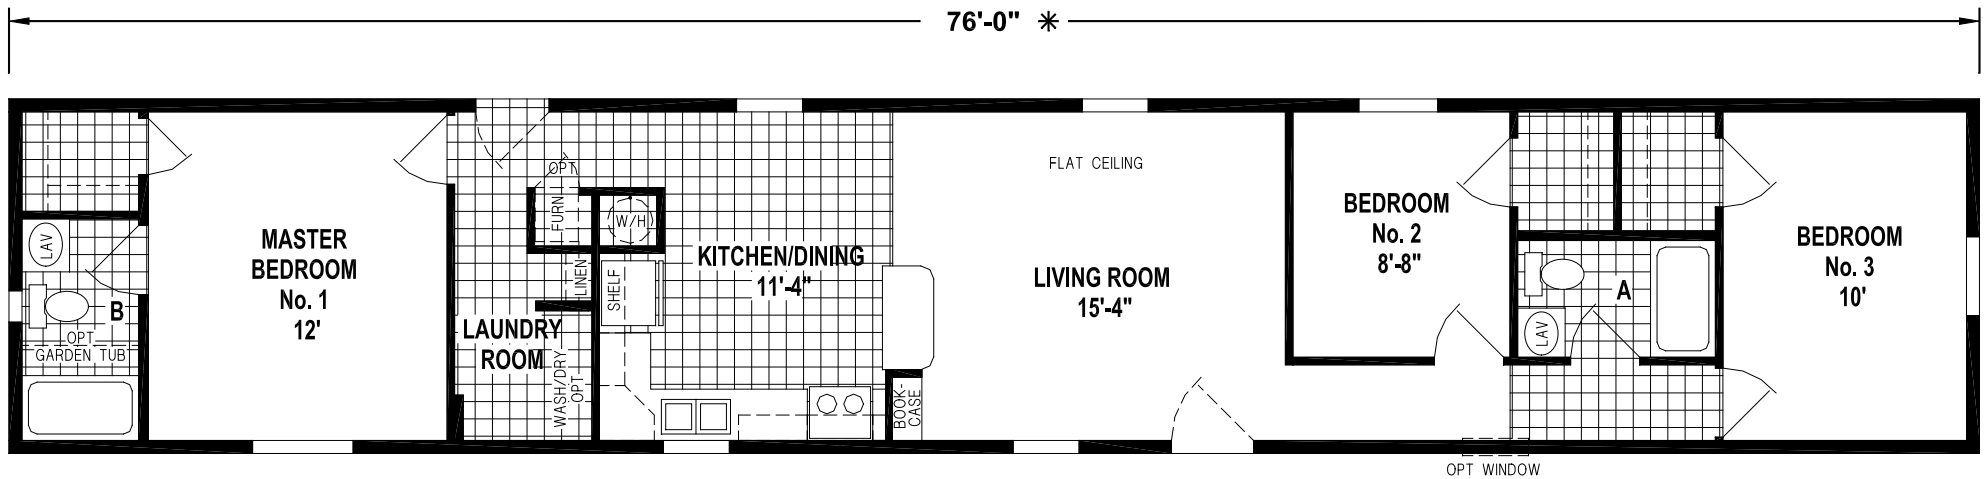 76'-0" ✳
LAV
B
OPT
GARDEN TUB
MASTER
BEDROOM
No. 1
12'
OPT
FURN
W/H
LINEN
SHELF
LAUNDRY
ROOM
WASH/DRY
OPT
KITCHEN/DINING
11'-4"
BOOK-
CASE
FLAT CEILING
LIVING ROOM
15'-4"
BEDROOM
No. 2
8'-8"
A
LAV
BEDROOM
No. 3
10'
OPT WINDOW